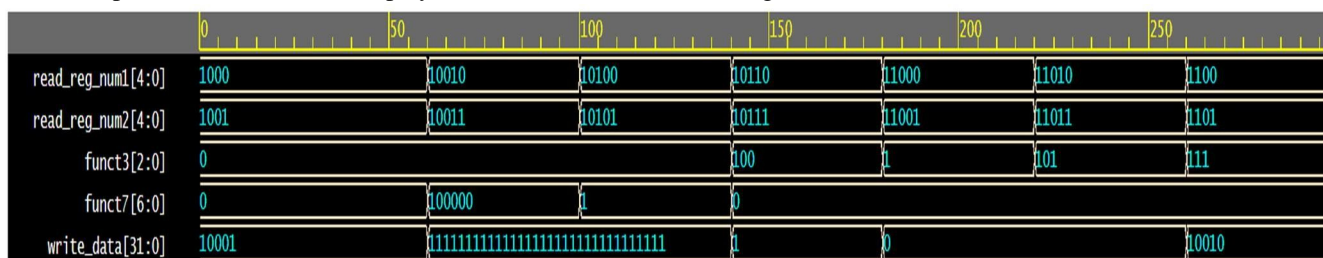 0 50 100 150 200 250
read_reg_num1[4:0] 1000 10010 10100 10110 11000 11010 1100
read_reg_num2[4:0] 1001 10011 10101 10111 11001 11011 1101
funct3[2:0] 0 100 1 101 111
funct7[6:0] 0 100000 1 0
write_data[31:0] 10001 11111111111111111111111111111111 1 0 10010